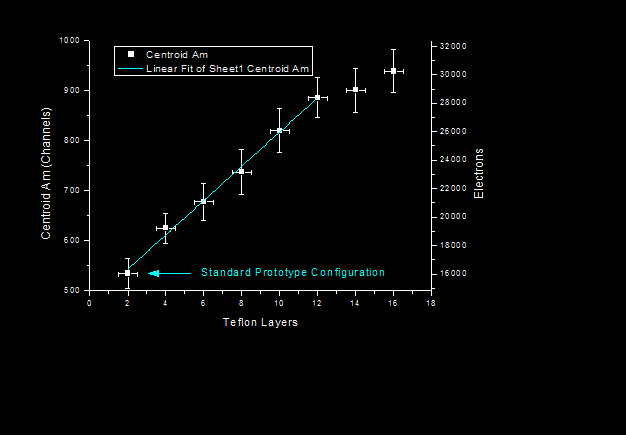 Centroid Am
Linear Fit of Sheet1 Centroid Am
1000
900
800
700
600
500
Centroid Am (Channels)
32000
30000
28000
26000
24000
22000
20000
18000
16000
Electrons
Standard Prototype Configuration
0 2 4 6 8 10 12 14 16 18
Teflon Layers